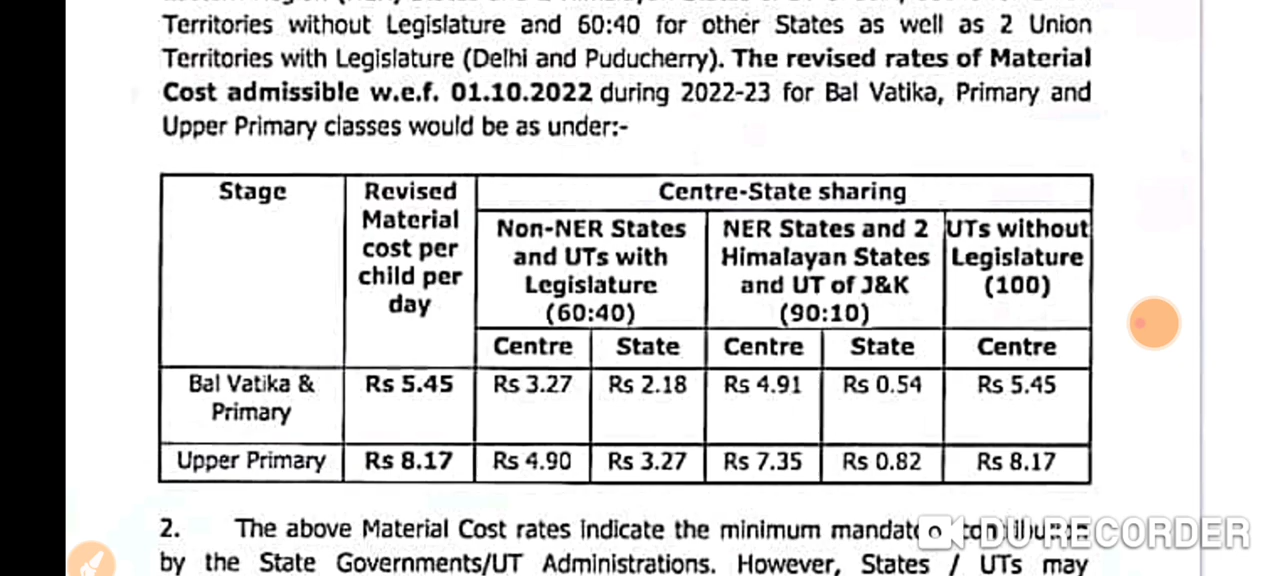 Territories without Legislature and 60:40 for other States as well as 2 Union
Territories with Legislature (Delhi and Puducherry). The revised rates of Material
Cost admissible w.e.f. 01.10.2022 during 2022-23 for Bal Vatika, Primary and
Upper Primary classes would be as under:-
Stage
Revised Material cost per child per day
Centre-State sharing
Non-NER States and UTs with Legislature (60:40)
NER States and 2 Himalayan States and UT of J&K (90:10)
UTs without Legislature (100)
Centre State Centre State Centre
Bal Vatika & Primary Rs 5.45 Rs 3.27 Rs 2.18 Rs 4.91 Rs 0.54 Rs 5.45
Upper Primary Rs 8.17 Rs 4.90 Rs 3.27 Rs 7.35 Rs 0.82 Rs 8.17
2. The above Material Cost rates indicate the minimum
DU RECORDER
by the State Governments/UT Administrations. However, States / UTs may